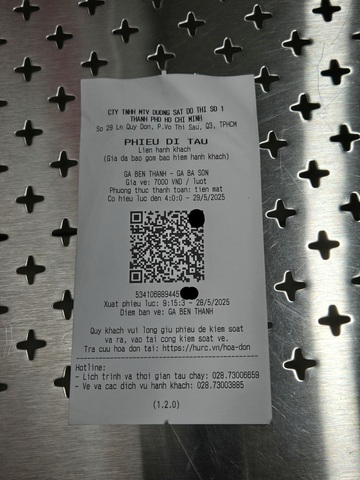 CTY TNHH MTV DUONG SAT DO THI SO 1
THANH PHO HO CHI MINH
So 29 Ln Quy Don, P.Vo Thi Sau, Q3, TPHCM
PHIEU DI TAU
Lien hanh khach
(Gia da bao gom bao hiem hanh khach)
GA BEN THANH - GA BA SON
Gia ve: 7000 VND / luot
Phuong thuc thanh toan: tien mat
Co hieu luc den 4:0:0 - 29/5/2025
534106889445
Xuat phieu luc: 9:15:3 - 28/5/2025
Diem ban ve: GA BEN THANH
Quy khach vui long giu phieu de kiem soat
va ra, vao tai cong kiem soat ve.
Tra cuu hoa don tai: https://hurc.vn/hoa-don
Hotline:
- Lich trinh va thoi gian tau chay: 028.73006659
- Ve va cac dich vu hanh khach: 028.73003885
(1.2.0)